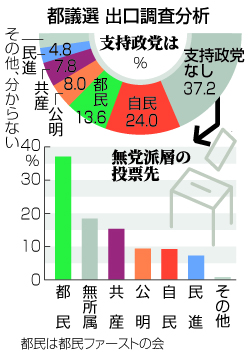 都議選 出口調査分析
支持政党は
%
支持政党
なし
37.2
自民
24.0
都民
13.6
公明
8.0
共産
7.8
民進
4.8
その他、分からない
無党派層の
投票先
40
%
30
20
10
0
都民
無所属
共産
公明
自民
民進
その他
都民は都民ファーストの会